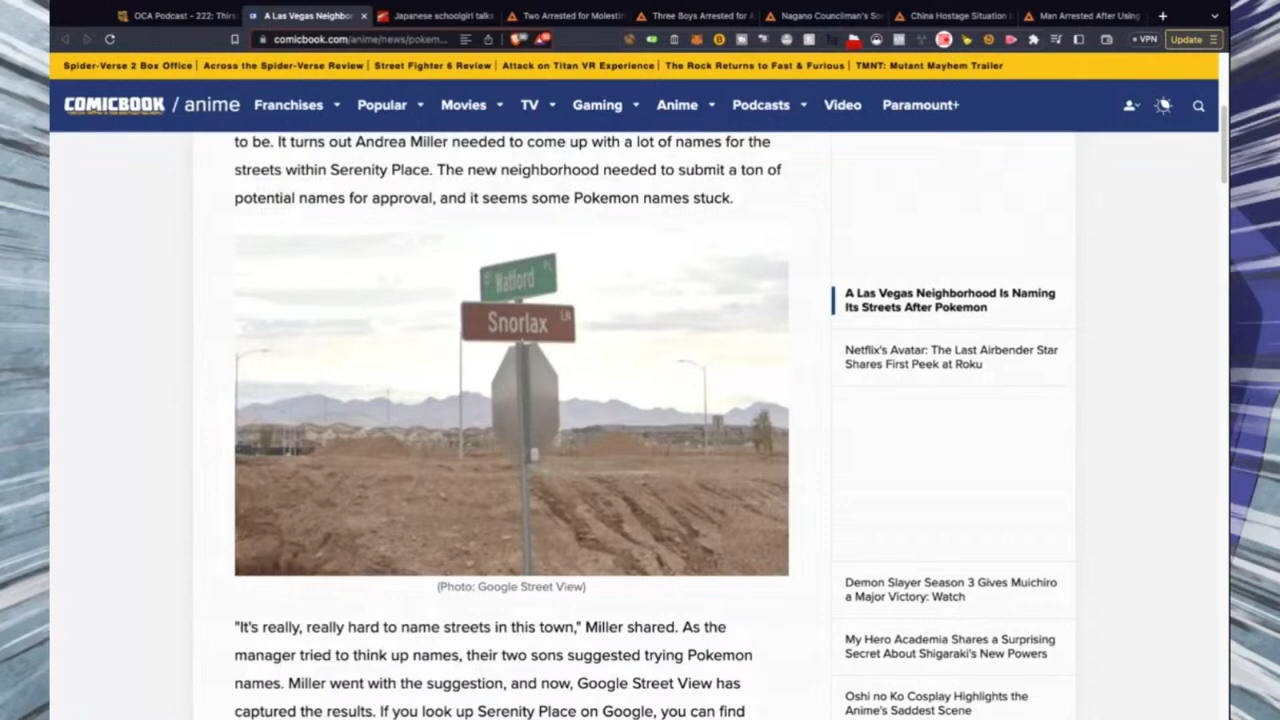 OCA Podcast - 222: Thirs
A Las Vegas Neighbor
Japanese schoolgirl talks
Two Arrested for Molestin
Three Boys Arrested for A
Nagano Councilman's So
China Hostage Situation
Man Arrested After Using
comicbook.com/anime/news/pokem...
VPN
Update
Spider-Verse 2 Box Office | Across the Spider-Verse Review | Street Fighter 6 Review | Attack on Titan VR Experience | The Rock Returns to Fast & Furious | TMNT: Mutant Mayhem Trailer
COMICBOOK / anime
Franchises
Popular
Movies
TV
Gaming
Anime
Podcasts
Video
Paramount+
to be. It turns out Andrea Miller needed to come up with a lot of names for the
streets within Serenity Place. The new neighborhood needed to submit a ton of
potential names for approval, and it seems some Pokemon names stuck.
Watford PL
Snorlax LN
(Photo: Google Street View)
"It's really, really hard to name streets in this town," Miller shared. As the
manager tried to think up names, their two sons suggested trying Pokemon
names. Miller went with the suggestion, and now, Google Street View has
captured the results. If you look up Serenity Place on Google, you can find
A Las Vegas Neighborhood Is Naming
Its Streets After Pokemon
Netflix's Avatar: The Last Airbender Star
Shares First Peek at Roku
Demon Slayer Season 3 Gives Muichiro
a Major Victory: Watch
My Hero Academia Shares a Surprising
Secret About Shigaraki's New Powers
Oshi no Ko Cosplay Highlights the
Anime's Saddest Scene